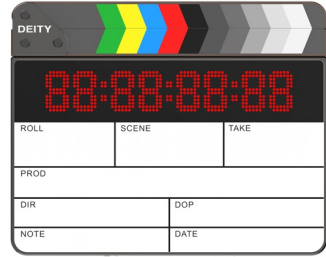 DEITY
88:88:88:88
ROLL SCENE TAKE
PROD
DIR DOP
NOTE DATE